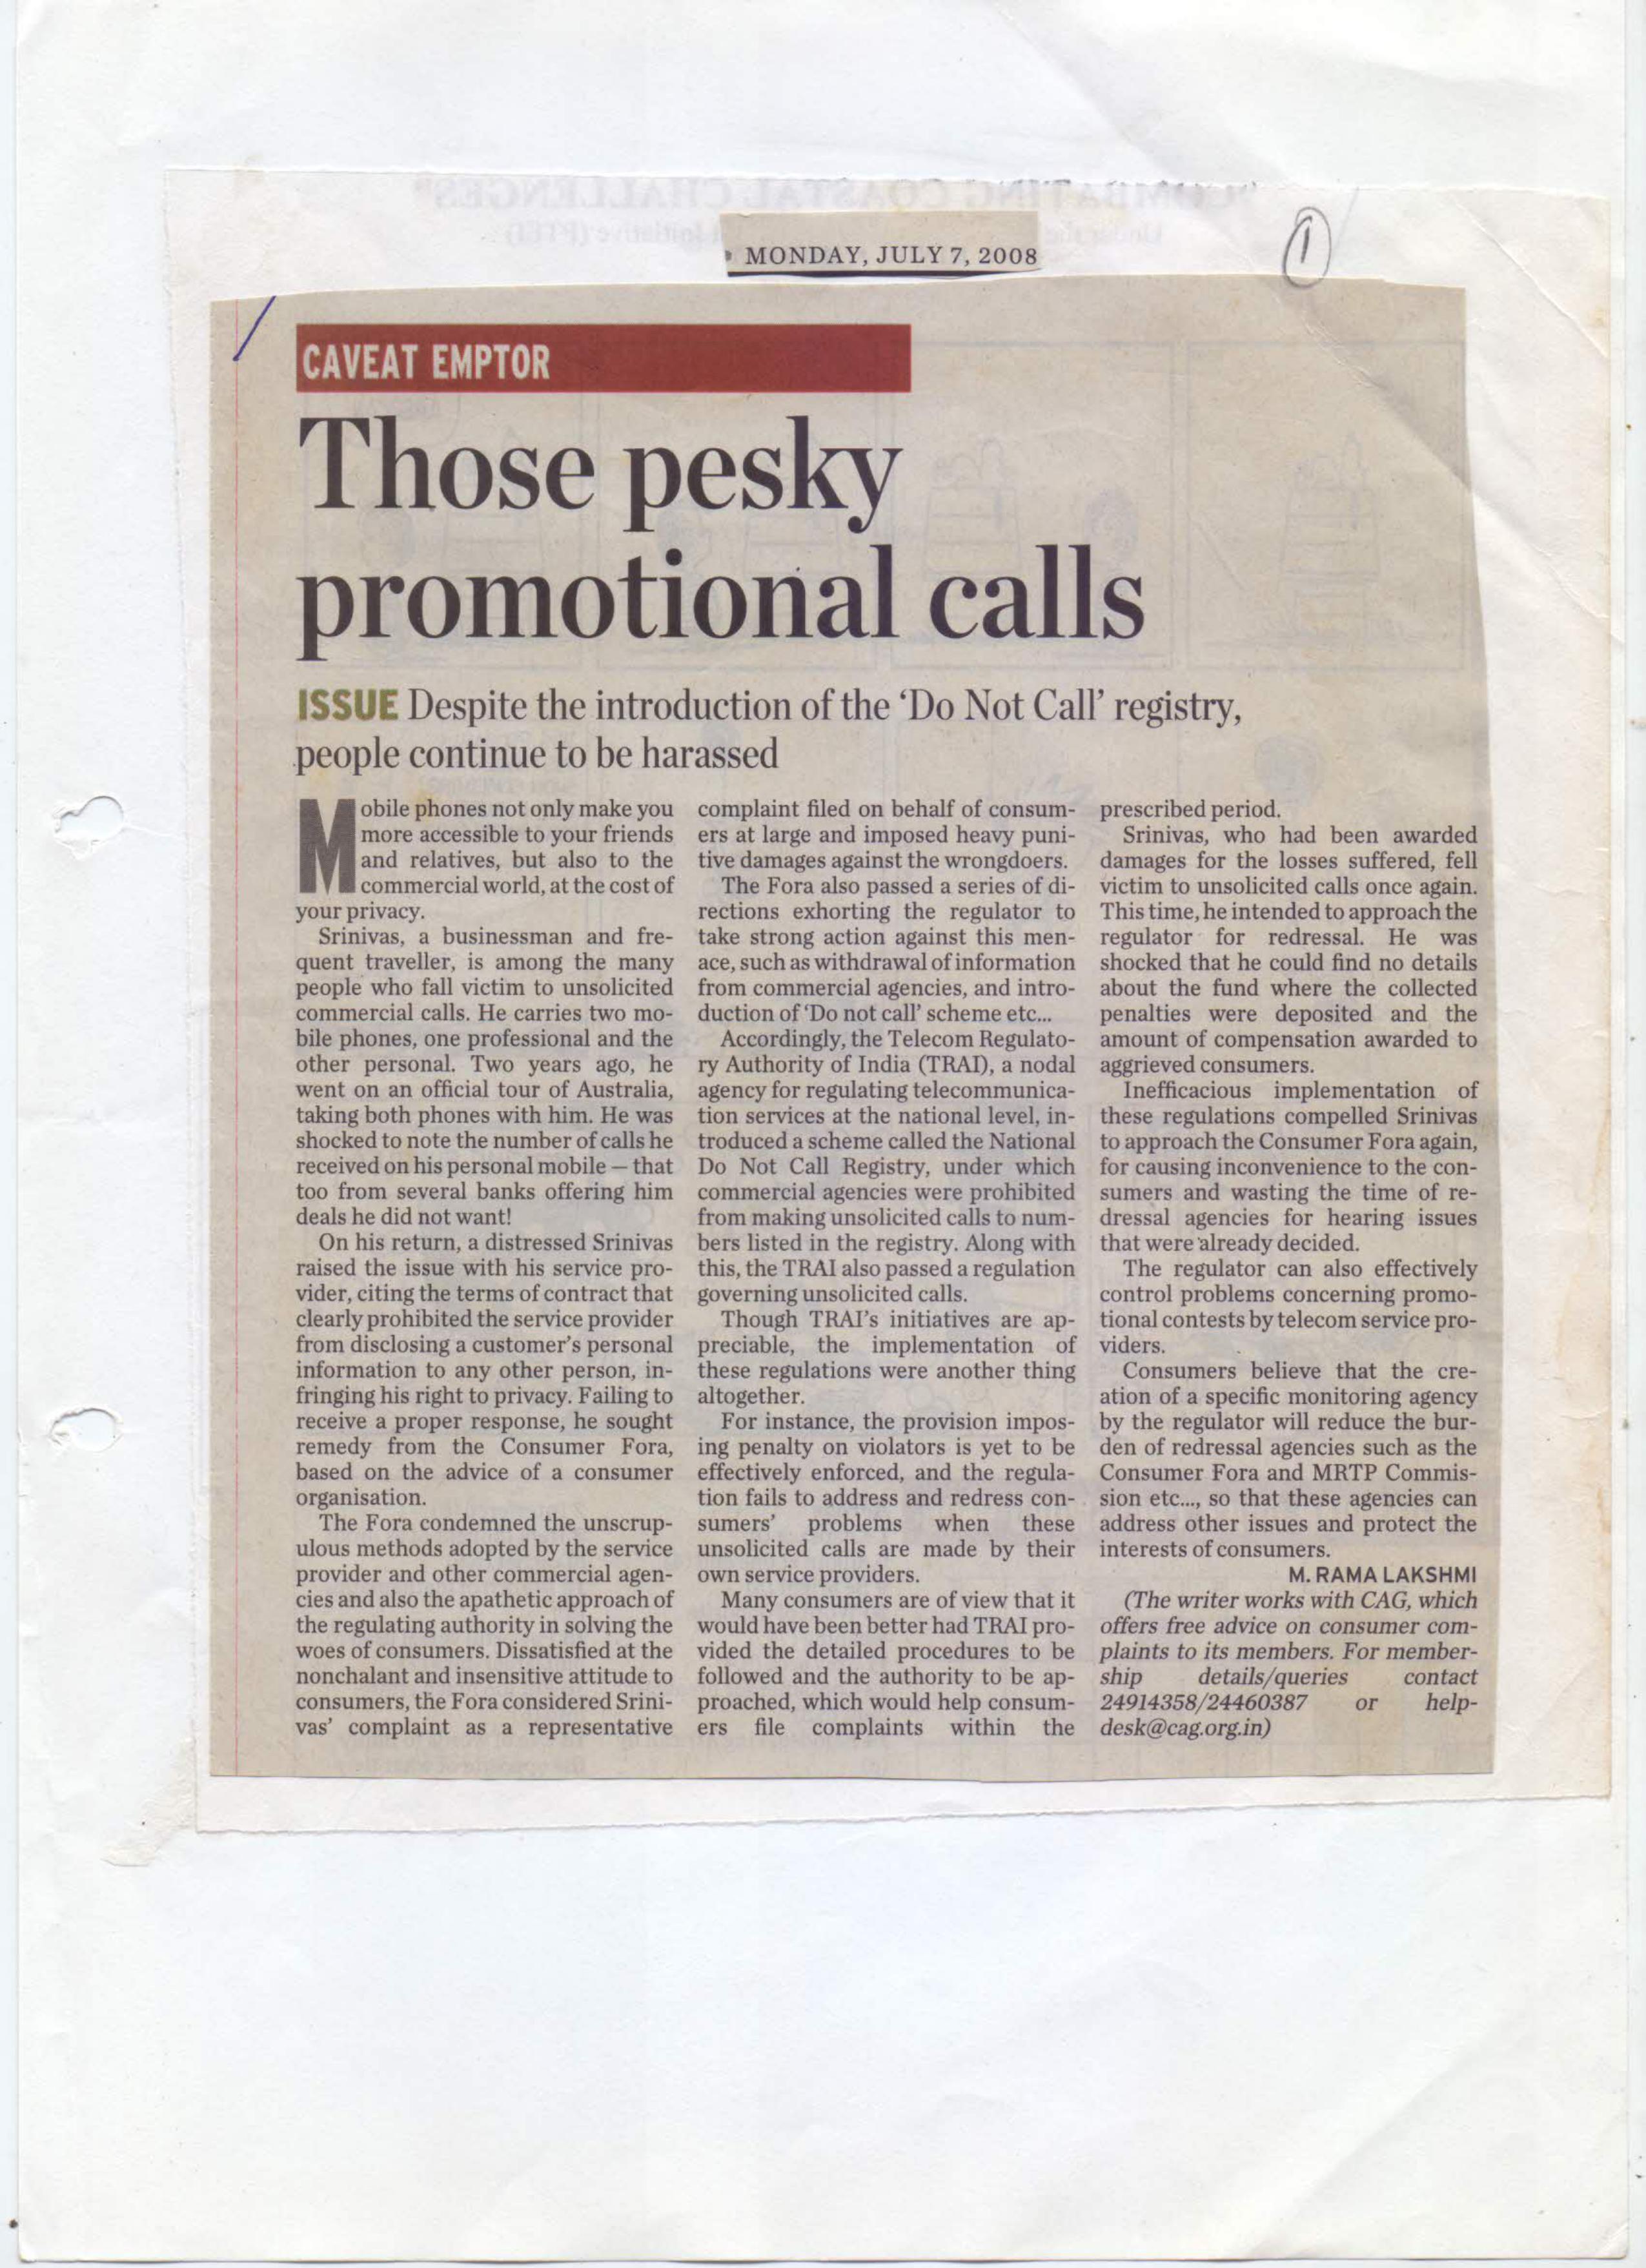 "COMBATING COASTAL CHALLENGES"
MONDAY, JULY 7, 2008
1
CAVEAT EMPTOR
Those pesky
promotional calls
ISSUE Despite the introduction of the ‘Do Not Call’ registry,
people continue to be harassed
Mobile phones not only make you
more accessible to your friends
and relatives, but also to the
commercial world, at the cost of
your privacy.
Srinivas, a businessman and fre-
quent traveller, is among the many
people who fall victim to unsolicited
commercial calls. He carries two mo-
bile phones, one professional and the
other personal. Two years ago, he
went on an official tour of Australia,
taking both phones with him. He was
shocked to note the number of calls he
received on his personal mobile — that
too from several banks offering him
deals he did not want!
On his return, a distressed Srinivas
raised the issue with his service pro-
vider, citing the terms of contract that
clearly prohibited the service provider
from disclosing a customer’s personal
information to any other person, in-
fringing his right to privacy. Failing to
receive a proper response, he sought
remedy from the Consumer Fora,
based on the advice of a consumer
organisation.
The Fora condemned the unscrup-
ulous methods adopted by the service
provider and other commercial agen-
cies and also the apathetic approach of
the regulating authority in solving the
woes of consumers. Dissatisfied at the
nonchalant and insensitive attitude to
consumers, the Fora considered Srini-
vas’ complaint as a representative
complaint filed on behalf of consum-
ers at large and imposed heavy puni-
tive damages against the wrongdoers.
The Fora also passed a series of di-
rections exhorting the regulator to
take strong action against this men-
ace, such as withdrawal of information
from commercial agencies, and intro-
duction of ‘Do not call’ scheme etc...
Accordingly, the Telecom Regulato-
ry Authority of India (TRAI), a nodal
agency for regulating telecommunica-
tion services at the national level, in-
troduced a scheme called the National
Do Not Call Registry, under which
commercial agencies were prohibited
from making unsolicited calls to num-
bers listed in the registry. Along with
this, the TRAI also passed a regulation
governing unsolicited calls.
Though TRAI’s initiatives are ap-
preciable, the implementation of
these regulations were another thing
altogether.
For instance, the provision impos-
ing penalty on violators is yet to be
effectively enforced, and the regula-
tion fails to address and redress con-
sumers’ problems when these
unsolicited calls are made by their
own service providers.
Many consumers are of view that it
would have been better had TRAI pro-
vided the detailed procedures to be
followed and the authority to be ap-
proached, which would help consum-
ers file complaints within the
prescribed period.
Srinivas, who had been awarded
damages for the losses suffered, fell
victim to unsolicited calls once again.
This time, he intended to approach the
regulator for redressal. He was
shocked that he could find no details
about the fund where the collected
penalties were deposited and the
amount of compensation awarded to
aggrieved consumers.
Inefficacious implementation of
these regulations compelled Srinivas
to approach the Consumer Fora again,
for causing inconvenience to the con-
sumers and wasting the time of re-
dressal agencies for hearing issues
that were already decided.
The regulator can also effectively
control problems concerning promo-
tional contests by telecom service pro-
viders.
Consumers believe that the cre-
ation of a specific monitoring agency
by the regulator will reduce the bur-
den of redressal agencies such as the
Consumer Fora and MRTP Commis-
sion etc..., so that these agencies can
address other issues and protect the
interests of consumers.
M. RAMA LAKSHMI
(The writer works with CAG, which
offers free advice on consumer com-
plaints to its members. For member-
ship details/queries contact
24914358/24460387 or help-
desk@cag.org.in)